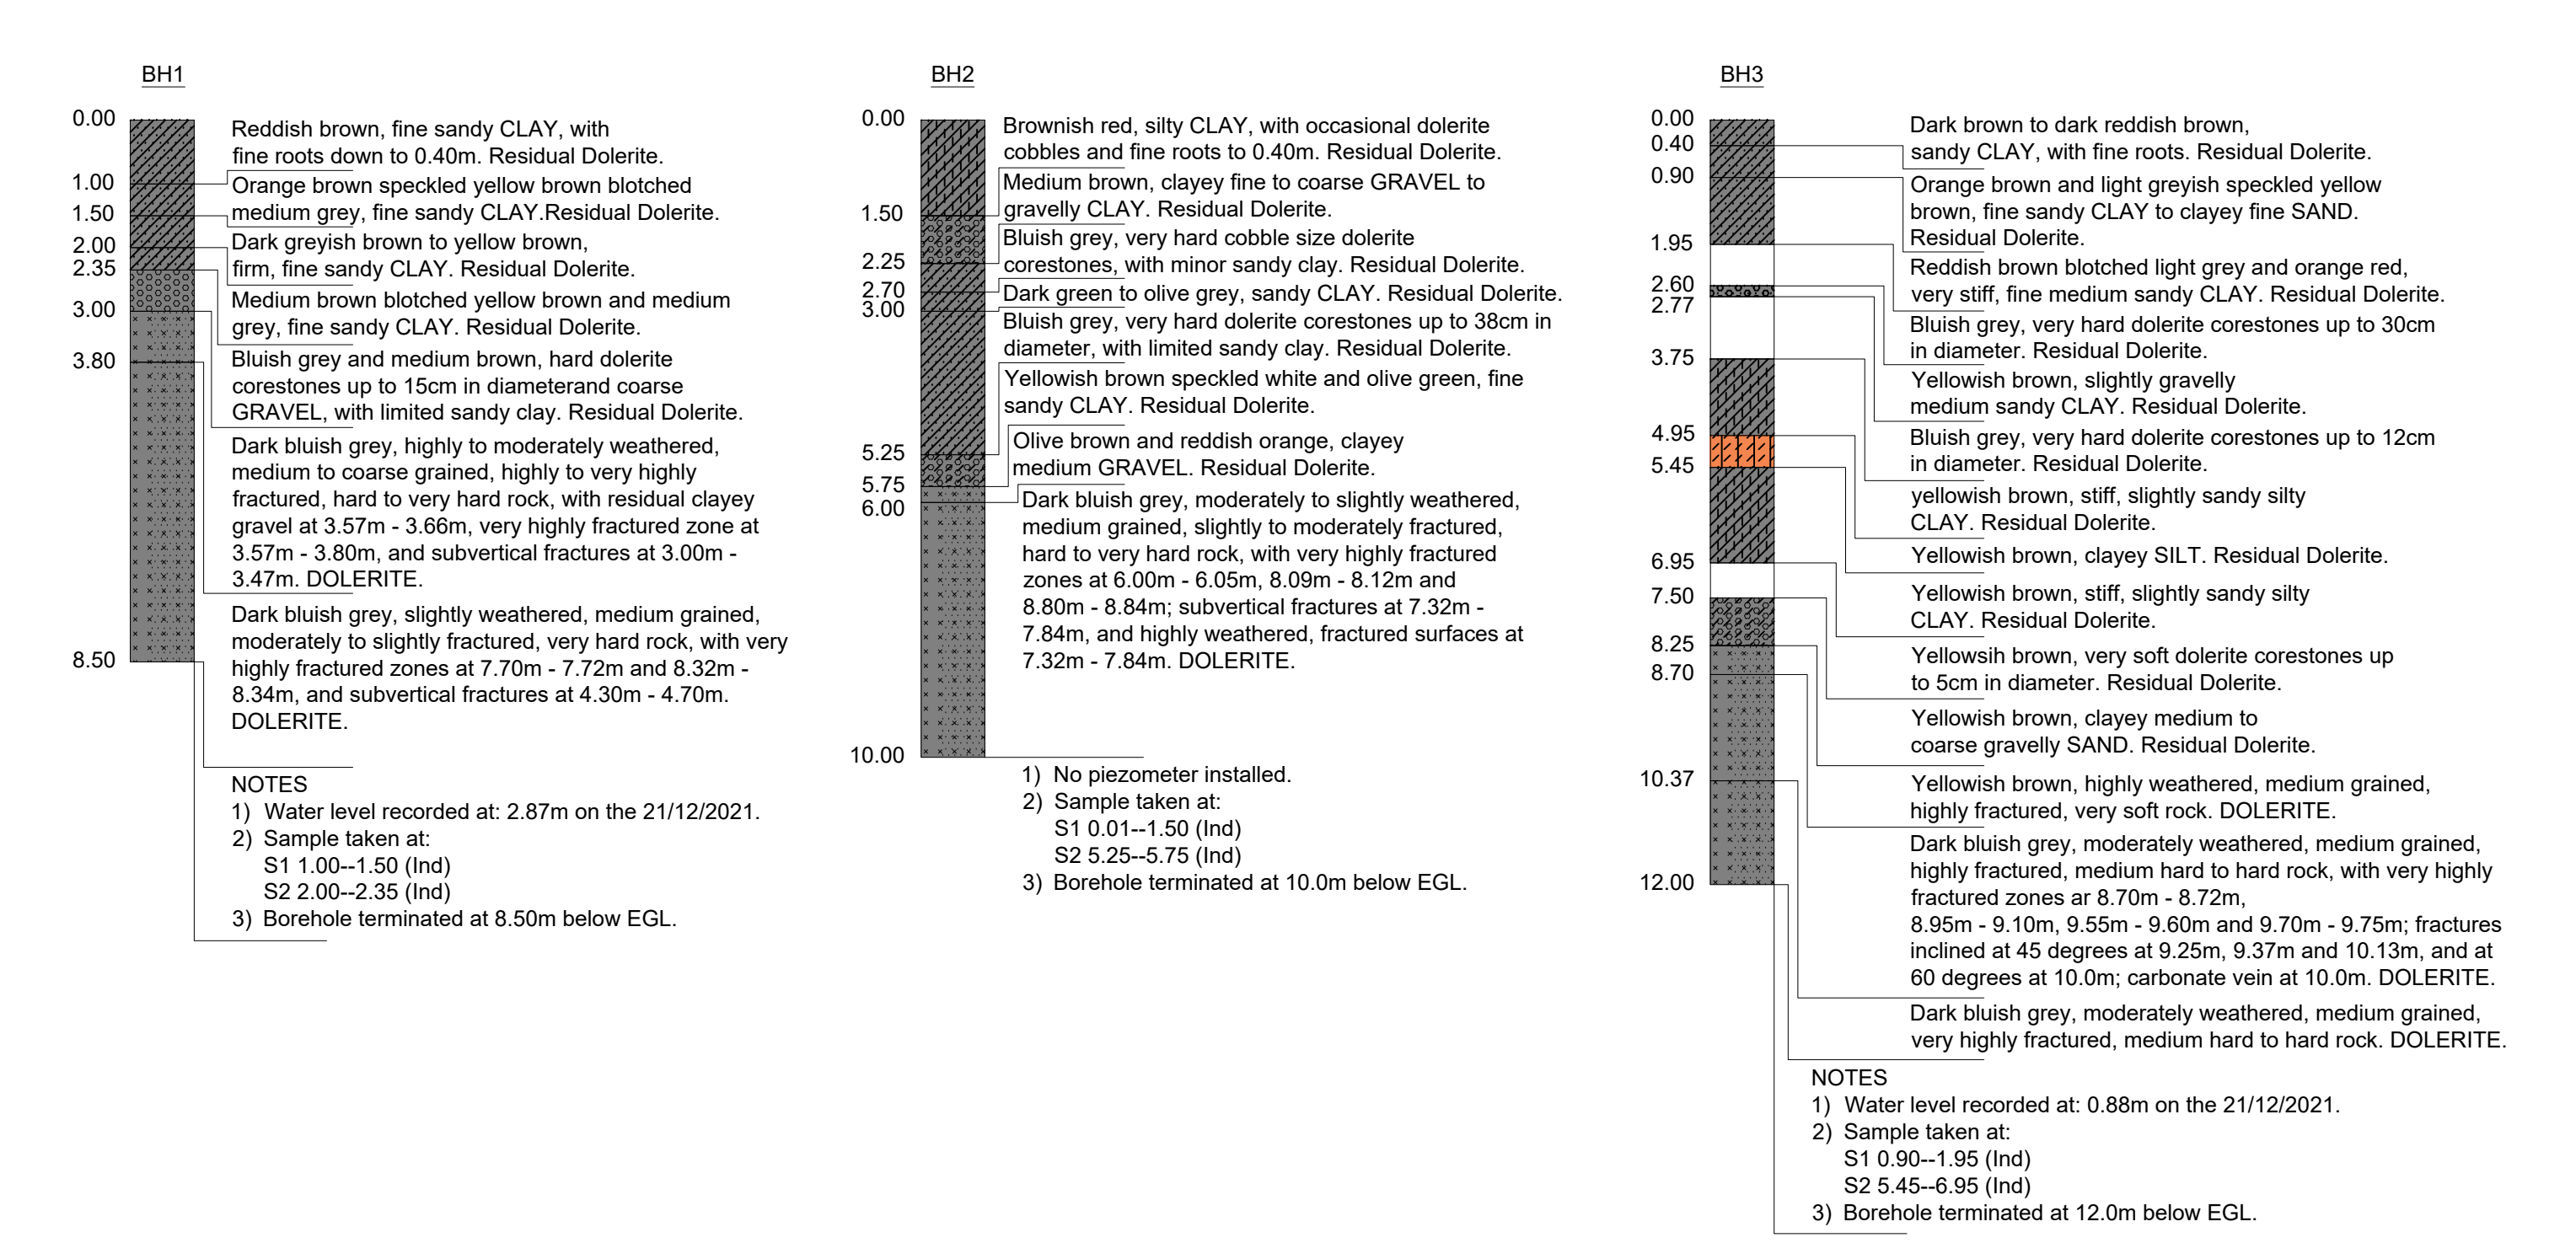 BH1
0.00
1.00
1.50
2.00
2.35
3.00
3.80
8.50
Reddish brown, fine sandy CLAY, with
fine roots down to 0.40m. Residual Dolerite.
Orange brown speckled yellow brown blotched
medium grey, fine sandy CLAY.Residual Dolerite.
Dark greyish brown to yellow brown,
firm, fine sandy CLAY. Residual Dolerite.
Medium brown blotched yellow brown and medium
grey, fine sandy CLAY. Residual Dolerite.
Bluish grey and medium brown, hard dolerite
corestones up to 15cm in diameterand coarse
GRAVEL, with limited sandy clay. Residual Dolerite.
Dark bluish grey, highly to moderately weathered,
medium to coarse grained, highly to very highly
fractured, hard to very hard rock, with residual clayey
gravel at 3.57m - 3.66m, very highly fractured zone at
3.57m - 3.80m, and subvertical fractures at 3.00m -
3.47m. DOLERITE.
Dark bluish grey, slightly weathered, medium grained,
moderately to slightly fractured, very hard rock, with very
highly fractured zones at 7.70m - 7.72m and 8.32m -
8.34m, and subvertical fractures at 4.30m - 4.70m.
DOLERITE.
NOTES
1) Water level recorded at: 2.87m on the 21/12/2021.
2) Sample taken at:
S1 1.00--1.50 (Ind)
S2 2.00--2.35 (Ind)
3) Borehole terminated at 8.50m below EGL.
BH2
0.00
1.50
2.25
2.70
3.00
5.25
5.75
6.00
10.00
Brownish red, silty CLAY, with occasional dolerite
cobbles and fine roots to 0.40m. Residual Dolerite.
Medium brown, clayey fine to coarse GRAVEL to
gravelly CLAY. Residual Dolerite.
Bluish grey, very hard cobble size dolerite
corestones, with minor sandy clay. Residual Dolerite.
Dark green to olive grey, sandy CLAY. Residual Dolerite.
Bluish grey, very hard dolerite corestones up to 38cm in
diameter, with limited sandy clay. Residual Dolerite.
Yellowish brown speckled white and olive green, fine
sandy CLAY. Residual Dolerite.
Olive brown and reddish orange, clayey
medium GRAVEL. Residual Dolerite.
Dark bluish grey, moderately to slightly weathered,
medium grained, slightly to moderately fractured,
hard to very hard rock, with very highly fractured
zones at 6.00m - 6.05m, 8.09m - 8.12m and
8.80m - 8.84m; subvertical fractures at 7.32m -
7.84m, and highly weathered, fractured surfaces at
7.32m - 7.84m. DOLERITE.
1) No piezometer installed.
2) Sample taken at:
S1 0.01--1.50 (Ind)
S2 5.25--5.75 (Ind)
3) Borehole terminated at 10.0m below EGL.
BH3
0.00
0.40
0.90
1.95
2.60
2.77
3.75
4.95
5.45
6.95
7.50
8.25
8.70
10.37
12.00
Dark brown to dark reddish brown,
sandy CLAY, with fine roots. Residual Dolerite.
Orange brown and light greyish speckled yellow
brown, fine sandy CLAY to clayey fine SAND.
Residual Dolerite.
Reddish brown blotched light grey and orange red,
very stiff, fine medium sandy CLAY. Residual Dolerite.
Bluish grey, very hard dolerite corestones up to 30cm
in diameter. Residual Dolerite.
Yellowish brown, slightly gravelly
medium sandy CLAY. Residual Dolerite.
Bluish grey, very hard dolerite corestones up to 12cm
in diameter. Residual Dolerite.
yellowish brown, stiff, slightly sandy silty
CLAY. Residual Dolerite.
Yellowish brown, clayey SILT. Residual Dolerite.
Yellowish brown, stiff, slightly sandy silty
CLAY. Residual Dolerite.
Yellowsih brown, very soft dolerite corestones up
to 5cm in diameter. Residual Dolerite.
Yellowish brown, clayey medium to
coarse gravelly SAND. Residual Dolerite.
Yellowish brown, highly weathered, medium grained,
highly fractured, very soft rock. DOLERITE.
Dark bluish grey, moderately weathered, medium grained,
highly fractured, medium hard to hard rock, with very highly
fractured zones ar 8.70m - 8.72m,
8.95m - 9.10m, 9.55m - 9.60m and 9.70m - 9.75m; fractures
inclined at 45 degrees at 9.25m, 9.37m and 10.13m, and at
60 degrees at 10.0m; carbonate vein at 10.0m. DOLERITE.
Dark bluish grey, moderately weathered, medium grained,
very highly fractured, medium hard to hard rock. DOLERITE.
NOTES
1) Water level recorded at: 0.88m on the 21/12/2021.
2) Sample taken at:
S1 0.90--1.95 (Ind)
S2 5.45--6.95 (Ind)
3) Borehole terminated at 12.0m below EGL.